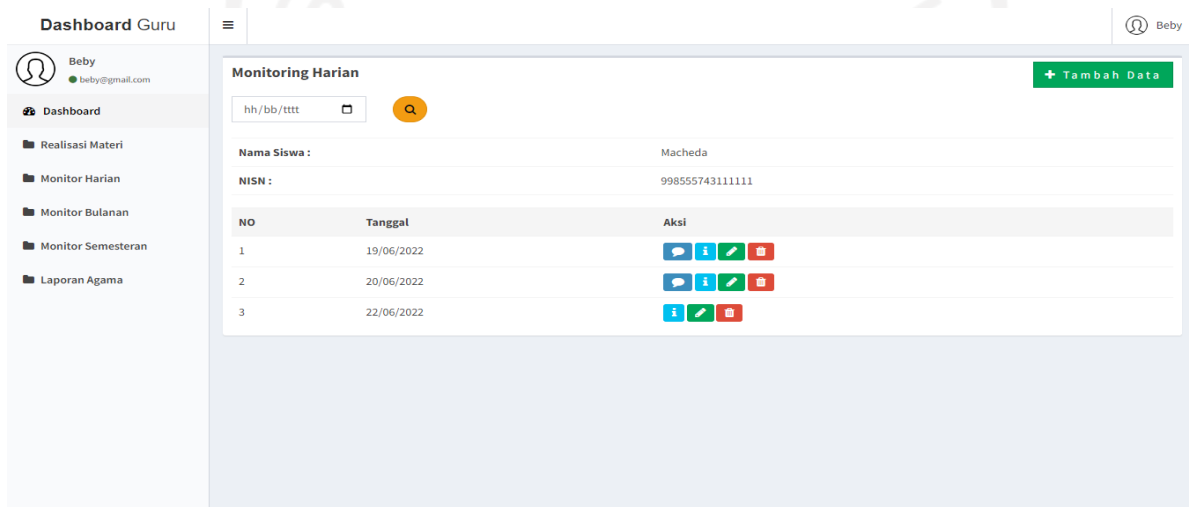 Dashboard Guru
Beby
Beby
beby@gmail.com
Dashboard
Realisasi Materi
Monitor Harian
Monitor Bulanan
Monitor Semesteran
Laporan Agama
Monitoring Harian
+ Tambah Data
hh/bb/tttt
Nama Siswa : Macheda
NISN : 998555743111111
NO Tanggal Aksi
1 19/06/2022
2 20/06/2022
3 22/06/2022